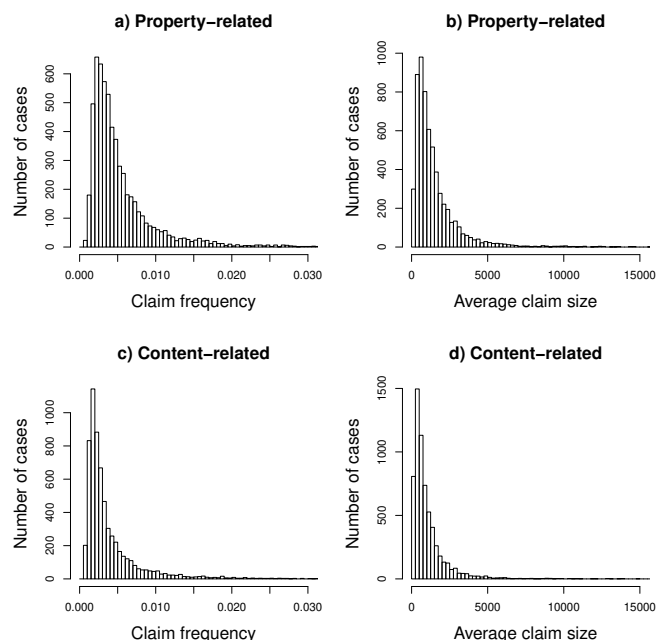 a) Property−related
Number of cases
0 100 200 300 400 500 600
0.000 0.010 0.020 0.030
Claim frequency
b) Property−related
Number of cases
0 200 400 600 800 1000
0 5000 10000 15000
Average claim size
c) Content−related
Number of cases
0 200 400 600 800 1000
0.000 0.010 0.020 0.030
Claim frequency
d) Content−related
Number of cases
0 500 1000 1500
0 5000 10000 15000
Average claim size